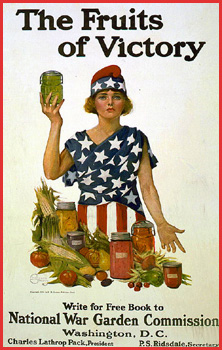 The Fruits
of Victory
Write for Free Book to
National War Garden Commission
Washington, D.C.
Charles Lathrop Pack, President P.S. Ridsdale, Secretary